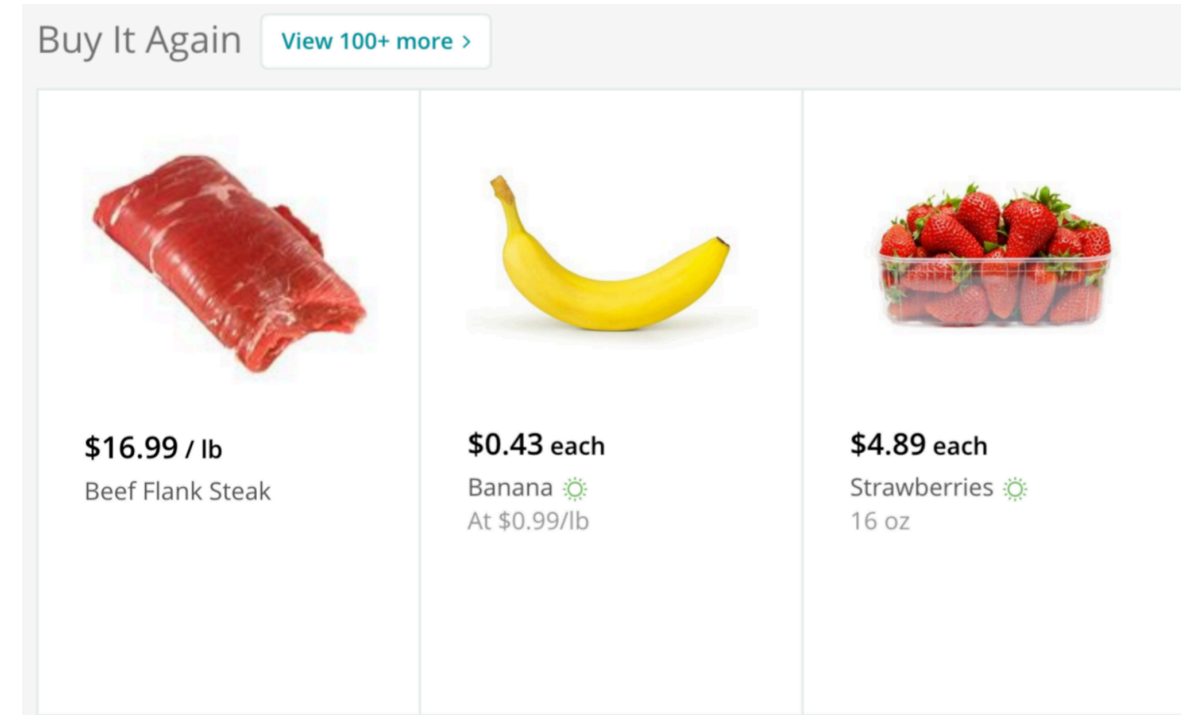 Buy It Again
View 100+ more >
$16.99 / lb
Beef Flank Steak
$0.43 each
Banana
At $0.99/lb
$4.89 each
Strawberries
16 oz